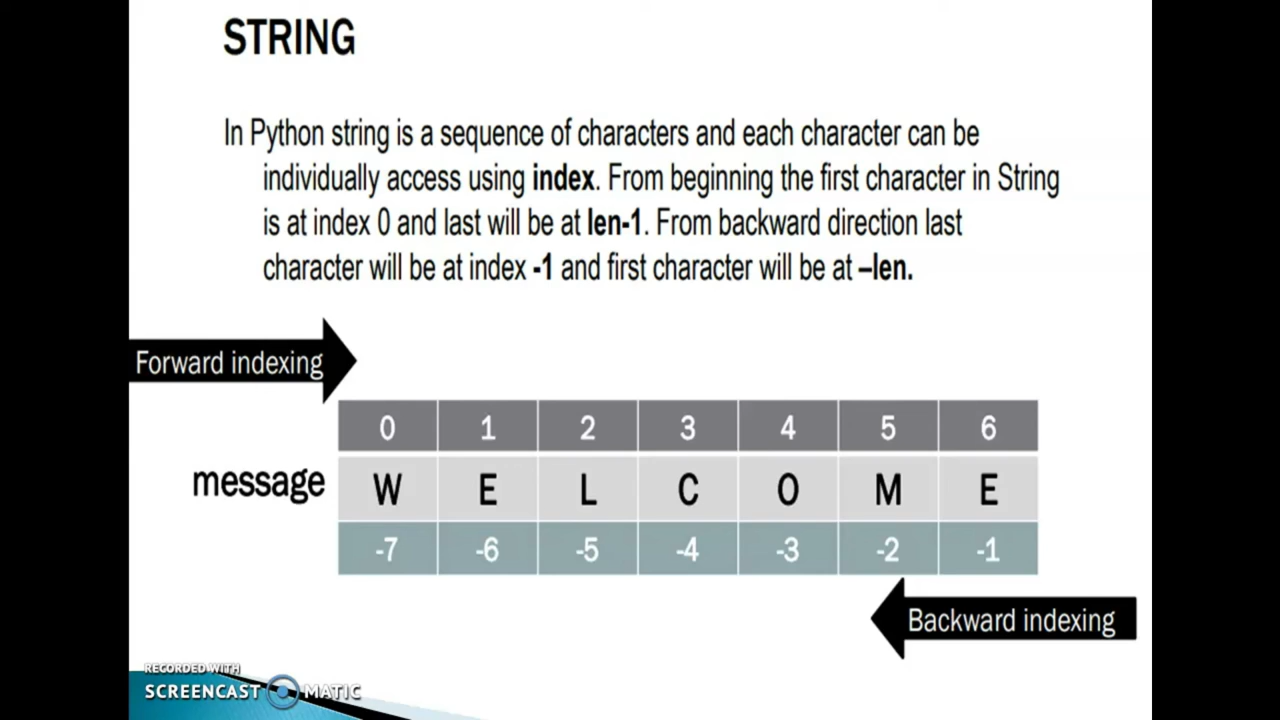 STRING
In Python string is a sequence of characters and each character can be
individually access using index. From beginning the first character in String
is at index 0 and last will be at len-1. From backward direction last
character will be at index -1 and first character will be at –len.
Forward indexing
0 1 2 3 4 5 6
message W E L C O M E
-7 -6 -5 -4 -3 -2 -1
Backward indexing
RECORDED WITH
SCREENCAST MATIC